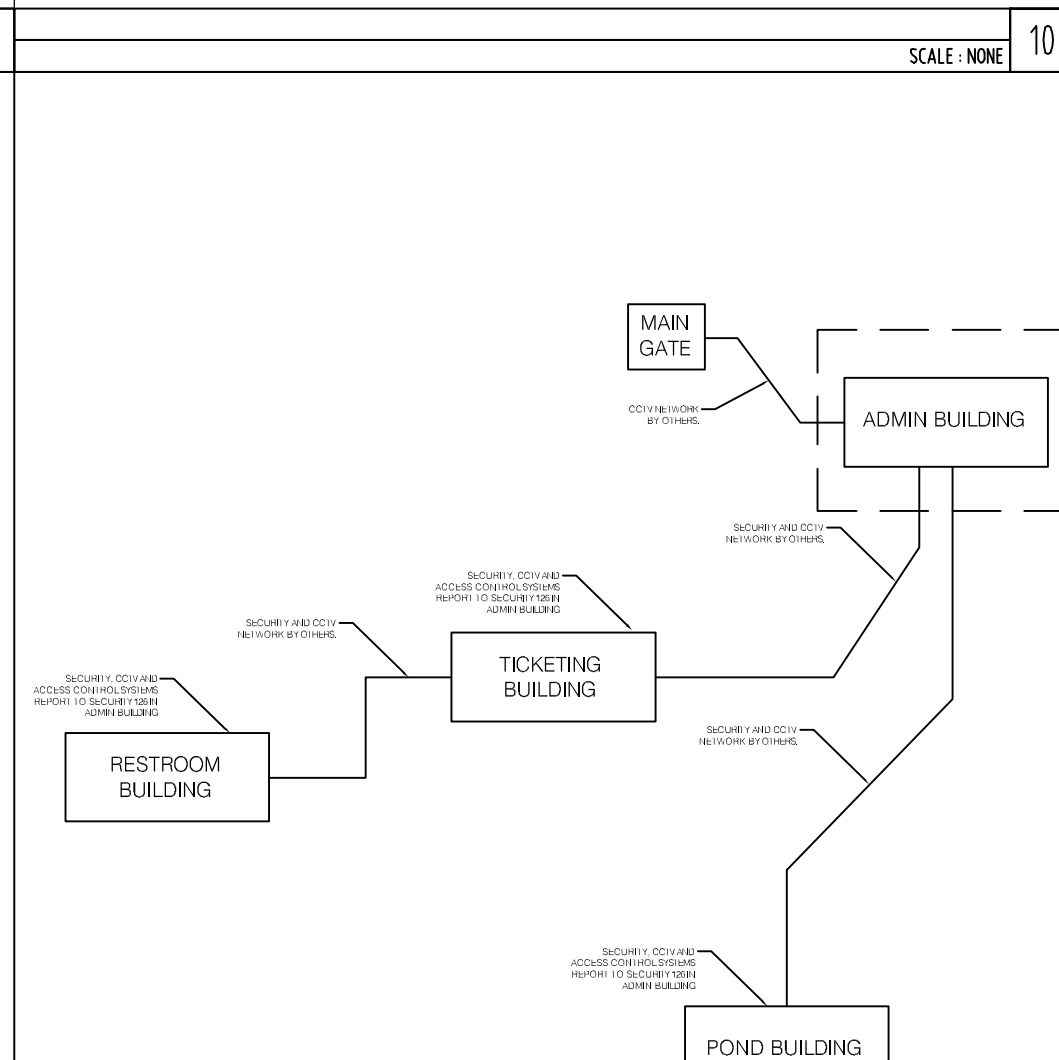 10
SCALE : NONE
MAIN
GATE
CCTV NETWORK
BY OTHERS.
ADMIN BUILDING
SECURITY AND CCTV
NETWORK BY OTHERS.
SECURITY, CCTV AND
ACCESS CONTROL SYSTEMS
REPORT TO SECURITY 126 IN
ADMIN BUILDING
SECURITY AND CCTV
NETWORK BY OTHERS.
TICKETING
BUILDING
SECURITY, CCTV AND
ACCESS CONTROL SYSTEMS
REPORT TO SECURITY 126 IN
ADMIN BUILDING
RESTROOM
BUILDING
SECURITY AND CCTV
NETWORK BY OTHERS.
SECURITY, CCTV AND
ACCESS CONTROL SYSTEMS
REPORT TO SECURITY 126 IN
ADMIN BUILDING
POND BUILDING